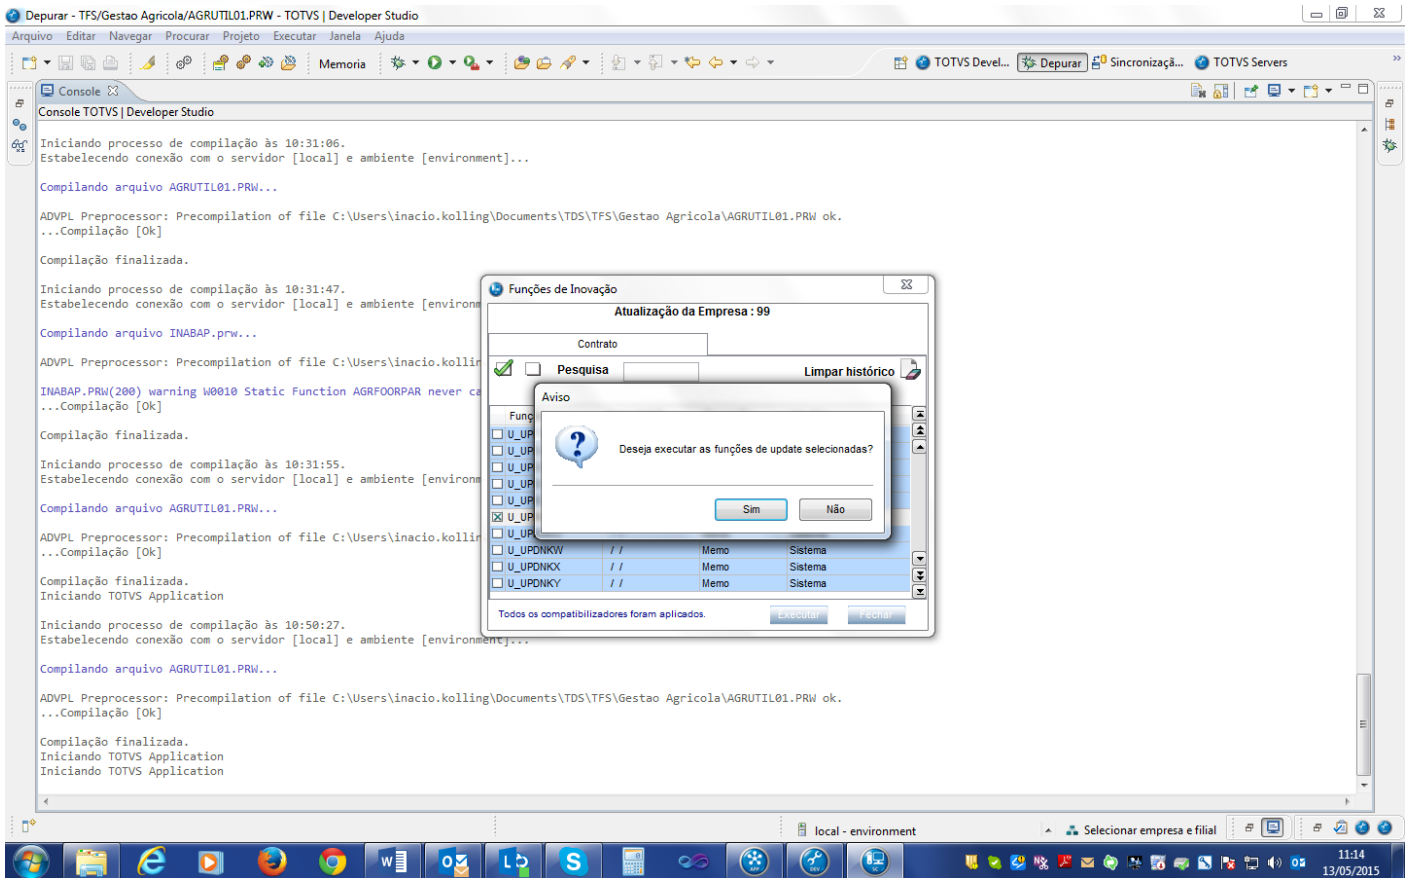 Depurar - TFS/Gestao Agricola/AGRUTIL01.PRW - TOTVS | Developer Studio
Arquivo Editar Navegar Procurar Projeto Executar Janela Ajuda
Memoria
TOTVS Devel... Depurar Sincronizaçã... TOTVS Servers
Console
Console TOTVS | Developer Studio
Iniciando processo de compilação às 10:31:06.
Estabelecendo conexão com o servidor [local] e ambiente [environment]...
Compilando arquivo AGRUTIL01.PRW...
ADVPL Preprocessor: Precompilation of file C:\Users\inacio.kolling\Documents\TDS\TFS\Gestao Agricola\AGRUTIL01.PRW ok.
...Compilação [Ok]
Compilação finalizada.
Iniciando processo de compilação às 10:31:47.
Estabelecendo conexão com o servidor [local] e ambiente [environm
Compilando arquivo INABAP.prw...
ADVPL Preprocessor: Precompilation of file C:\Users\inacio.kollin
INABAP.PRW(200) warning W0010 Static Function AGRFOORPAR never ca
...Compilação [Ok]
Compilação finalizada.
Iniciando processo de compilação às 10:31:55.
Estabelecendo conexão com o servidor [local] e ambiente [environm
Compilando arquivo AGRUTIL01.PRW...
ADVPL Preprocessor: Precompilation of file C:\Users\inacio.kollin
...Compilação [Ok]
Compilação finalizada.
Iniciando TOTVS Application
Iniciando processo de compilação às 10:50:27.
Estabelecendo conexão com o servidor [local] e ambiente [environment]...
Compilando arquivo AGRUTIL01.PRW...
ADVPL Preprocessor: Precompilation of file C:\Users\inacio.kolling\Documents\TDS\TFS\Gestao Agricola\AGRUTIL01.PRW ok.
...Compilação [Ok]
Compilação finalizada.
Iniciando TOTVS Application
Iniciando TOTVS Application
Funções de Inovação
Atualização da Empresa : 99
Contrato
Pesquisa
Limpar histórico
Funç
U_UP
U_UP
U_UP
U_UP
U_UP
U_UP
U_UP
U_UPDNKW / / Memo Sistema
U_UPDNKX / / Memo Sistema
U_UPDNKY / / Memo Sistema
Todos os compatibilizadores foram aplicados.
Executar Fechar
Aviso
Deseja executar as funções de update selecionadas?
Sim Não
local - environment
Selecionar empresa e filial
11:14
13/05/2015